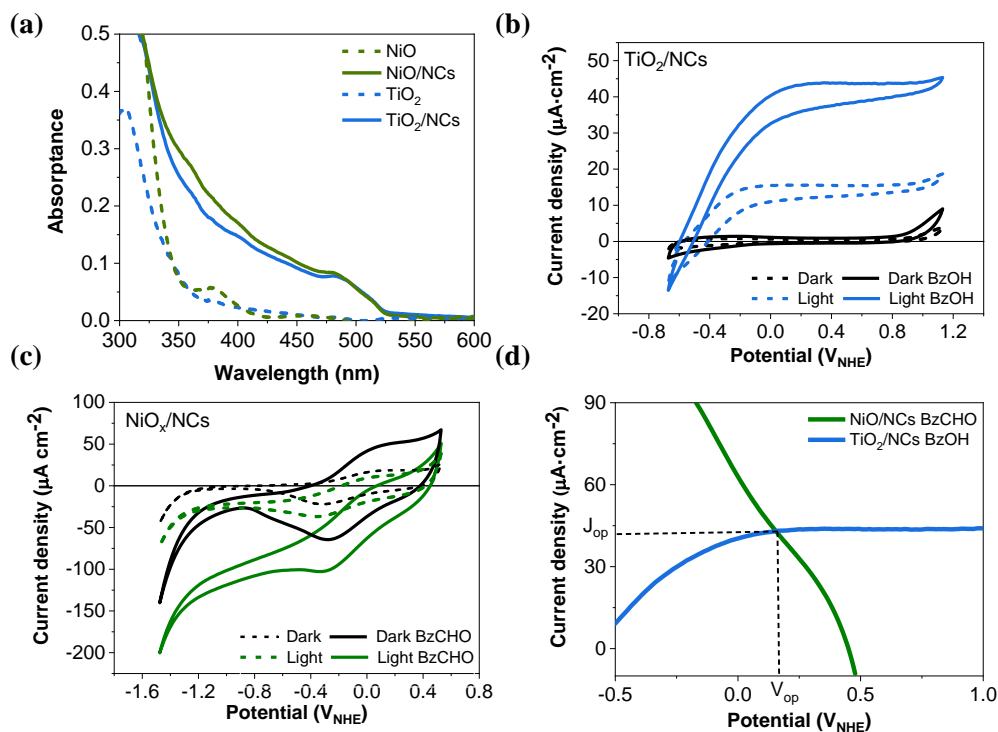 (a)
0.5
0.4
0.3
0.2
0.1
0.0
Absorptance
NiO
NiO/NCs
TiO₂
TiO₂/NCs
300 350 400 450 500 550 600
Wavelength (nm)
(b)
TiO₂/NCs
60
50
40
30
20
10
0
-10
-20
Current density (μA·cm⁻²)
Dark Dark BzOH
Light Light BzOH
-0.8 -0.4 0.0 0.4 0.8 1.2
Potential (V_NHE)
(c)
NiOₓ/NCs
100
50
0
-50
-100
-150
-200
Current density (μA cm⁻²)
Dark Dark BzCHO
Light Light BzCHO
-1.6 -1.2 -0.8 -0.4 0.0 0.4 0.8
Potential (V_NHE)
(d)
90
60
J_op
30
0
Current density (μA·cm⁻²)
NiO/NCs BzCHO
TiO₂/NCs BzOH
-0.5 0.0 V_op 0.5 1.0
Potential (V_NHE)